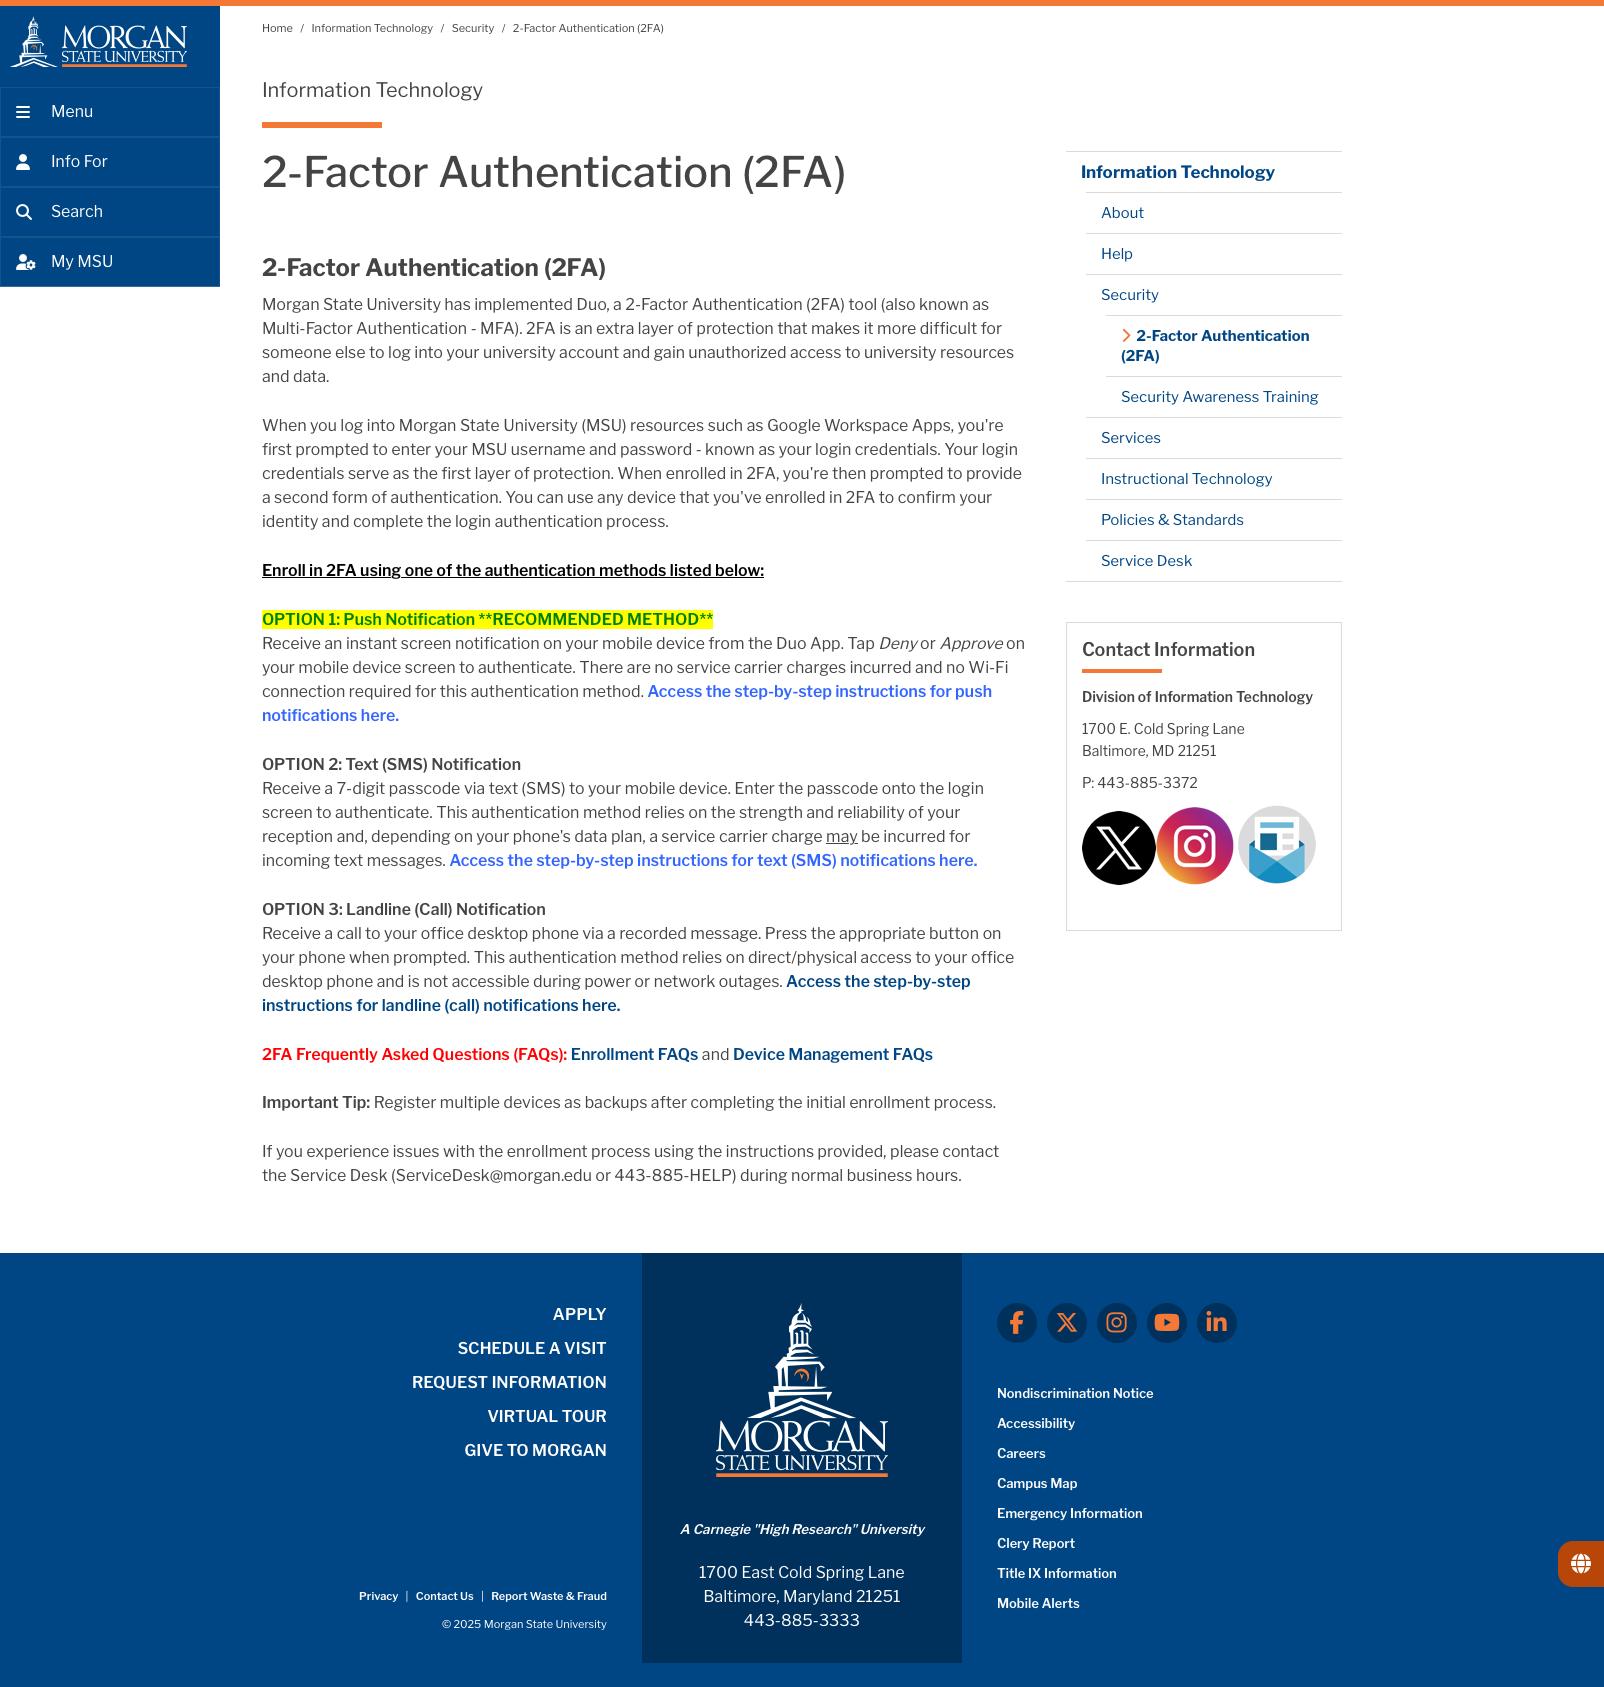 MORGAN
STATE UNIVERSITY
Menu
Info For
Search
My MSU
Home / Information Technology / Security / 2-Factor Authentication (2FA)
Information Technology
2-Factor Authentication (2FA)
2-Factor Authentication (2FA)
Morgan State University has implemented Duo, a 2-Factor Authentication (2FA) tool (also known as
Multi-Factor Authentication - MFA). 2FA is an extra layer of protection that makes it more difficult for
someone else to log into your university account and gain unauthorized access to university resources
and data.
When you log into Morgan State University (MSU) resources such as Google Workspace Apps, you're
first prompted to enter your MSU username and password - known as your login credentials. Your login
credentials serve as the first layer of protection. When enrolled in 2FA, you're then prompted to provide
a second form of authentication. You can use any device that you've enrolled in 2FA to confirm your
identity and complete the login authentication process.
Enroll in 2FA using one of the authentication methods listed below:
OPTION 1: Push Notification **RECOMMENDED METHOD**
Receive an instant screen notification on your mobile device from the Duo App. Tap Deny or Approve on
your mobile device screen to authenticate. There are no service carrier charges incurred and no Wi-Fi
connection required for this authentication method. Access the step-by-step instructions for push
notifications here.
OPTION 2: Text (SMS) Notification
Receive a 7-digit passcode via text (SMS) to your mobile device. Enter the passcode onto the login
screen to authenticate. This authentication method relies on the strength and reliability of your
reception and, depending on your phone's data plan, a service carrier charge may be incurred for
incoming text messages. Access the step-by-step instructions for text (SMS) notifications here.
OPTION 3: Landline (Call) Notification
Receive a call to your office desktop phone via a recorded message. Press the appropriate button on
your phone when prompted. This authentication method relies on direct/physical access to your office
desktop phone and is not accessible during power or network outages. Access the step-by-step
instructions for landline (call) notifications here.
2FA Frequently Asked Questions (FAQs): Enrollment FAQs and Device Management FAQs
Important Tip: Register multiple devices as backups after completing the initial enrollment process.
If you experience issues with the enrollment process using the instructions provided, please contact
the Service Desk (ServiceDesk@morgan.edu or 443-885-HELP) during normal business hours.
Information Technology
About
Help
Security
2-Factor Authentication
(2FA)
Security Awareness Training
Services
Instructional Technology
Policies & Standards
Service Desk
Contact Information
Division of Information Technology
1700 E. Cold Spring Lane
Baltimore, MD 21251
P: 443-885-3372
APPLY
SCHEDULE A VISIT
REQUEST INFORMATION
VIRTUAL TOUR
GIVE TO MORGAN
Privacy | Contact Us | Report Waste & Fraud
© 2025 Morgan State University
MORGAN
STATE UNIVERSITY
A Carnegie "High Research" University
1700 East Cold Spring Lane
Baltimore, Maryland 21251
443-885-3333
Nondiscrimination Notice
Accessibility
Careers
Campus Map
Emergency Information
Clery Report
Title IX Information
Mobile Alerts